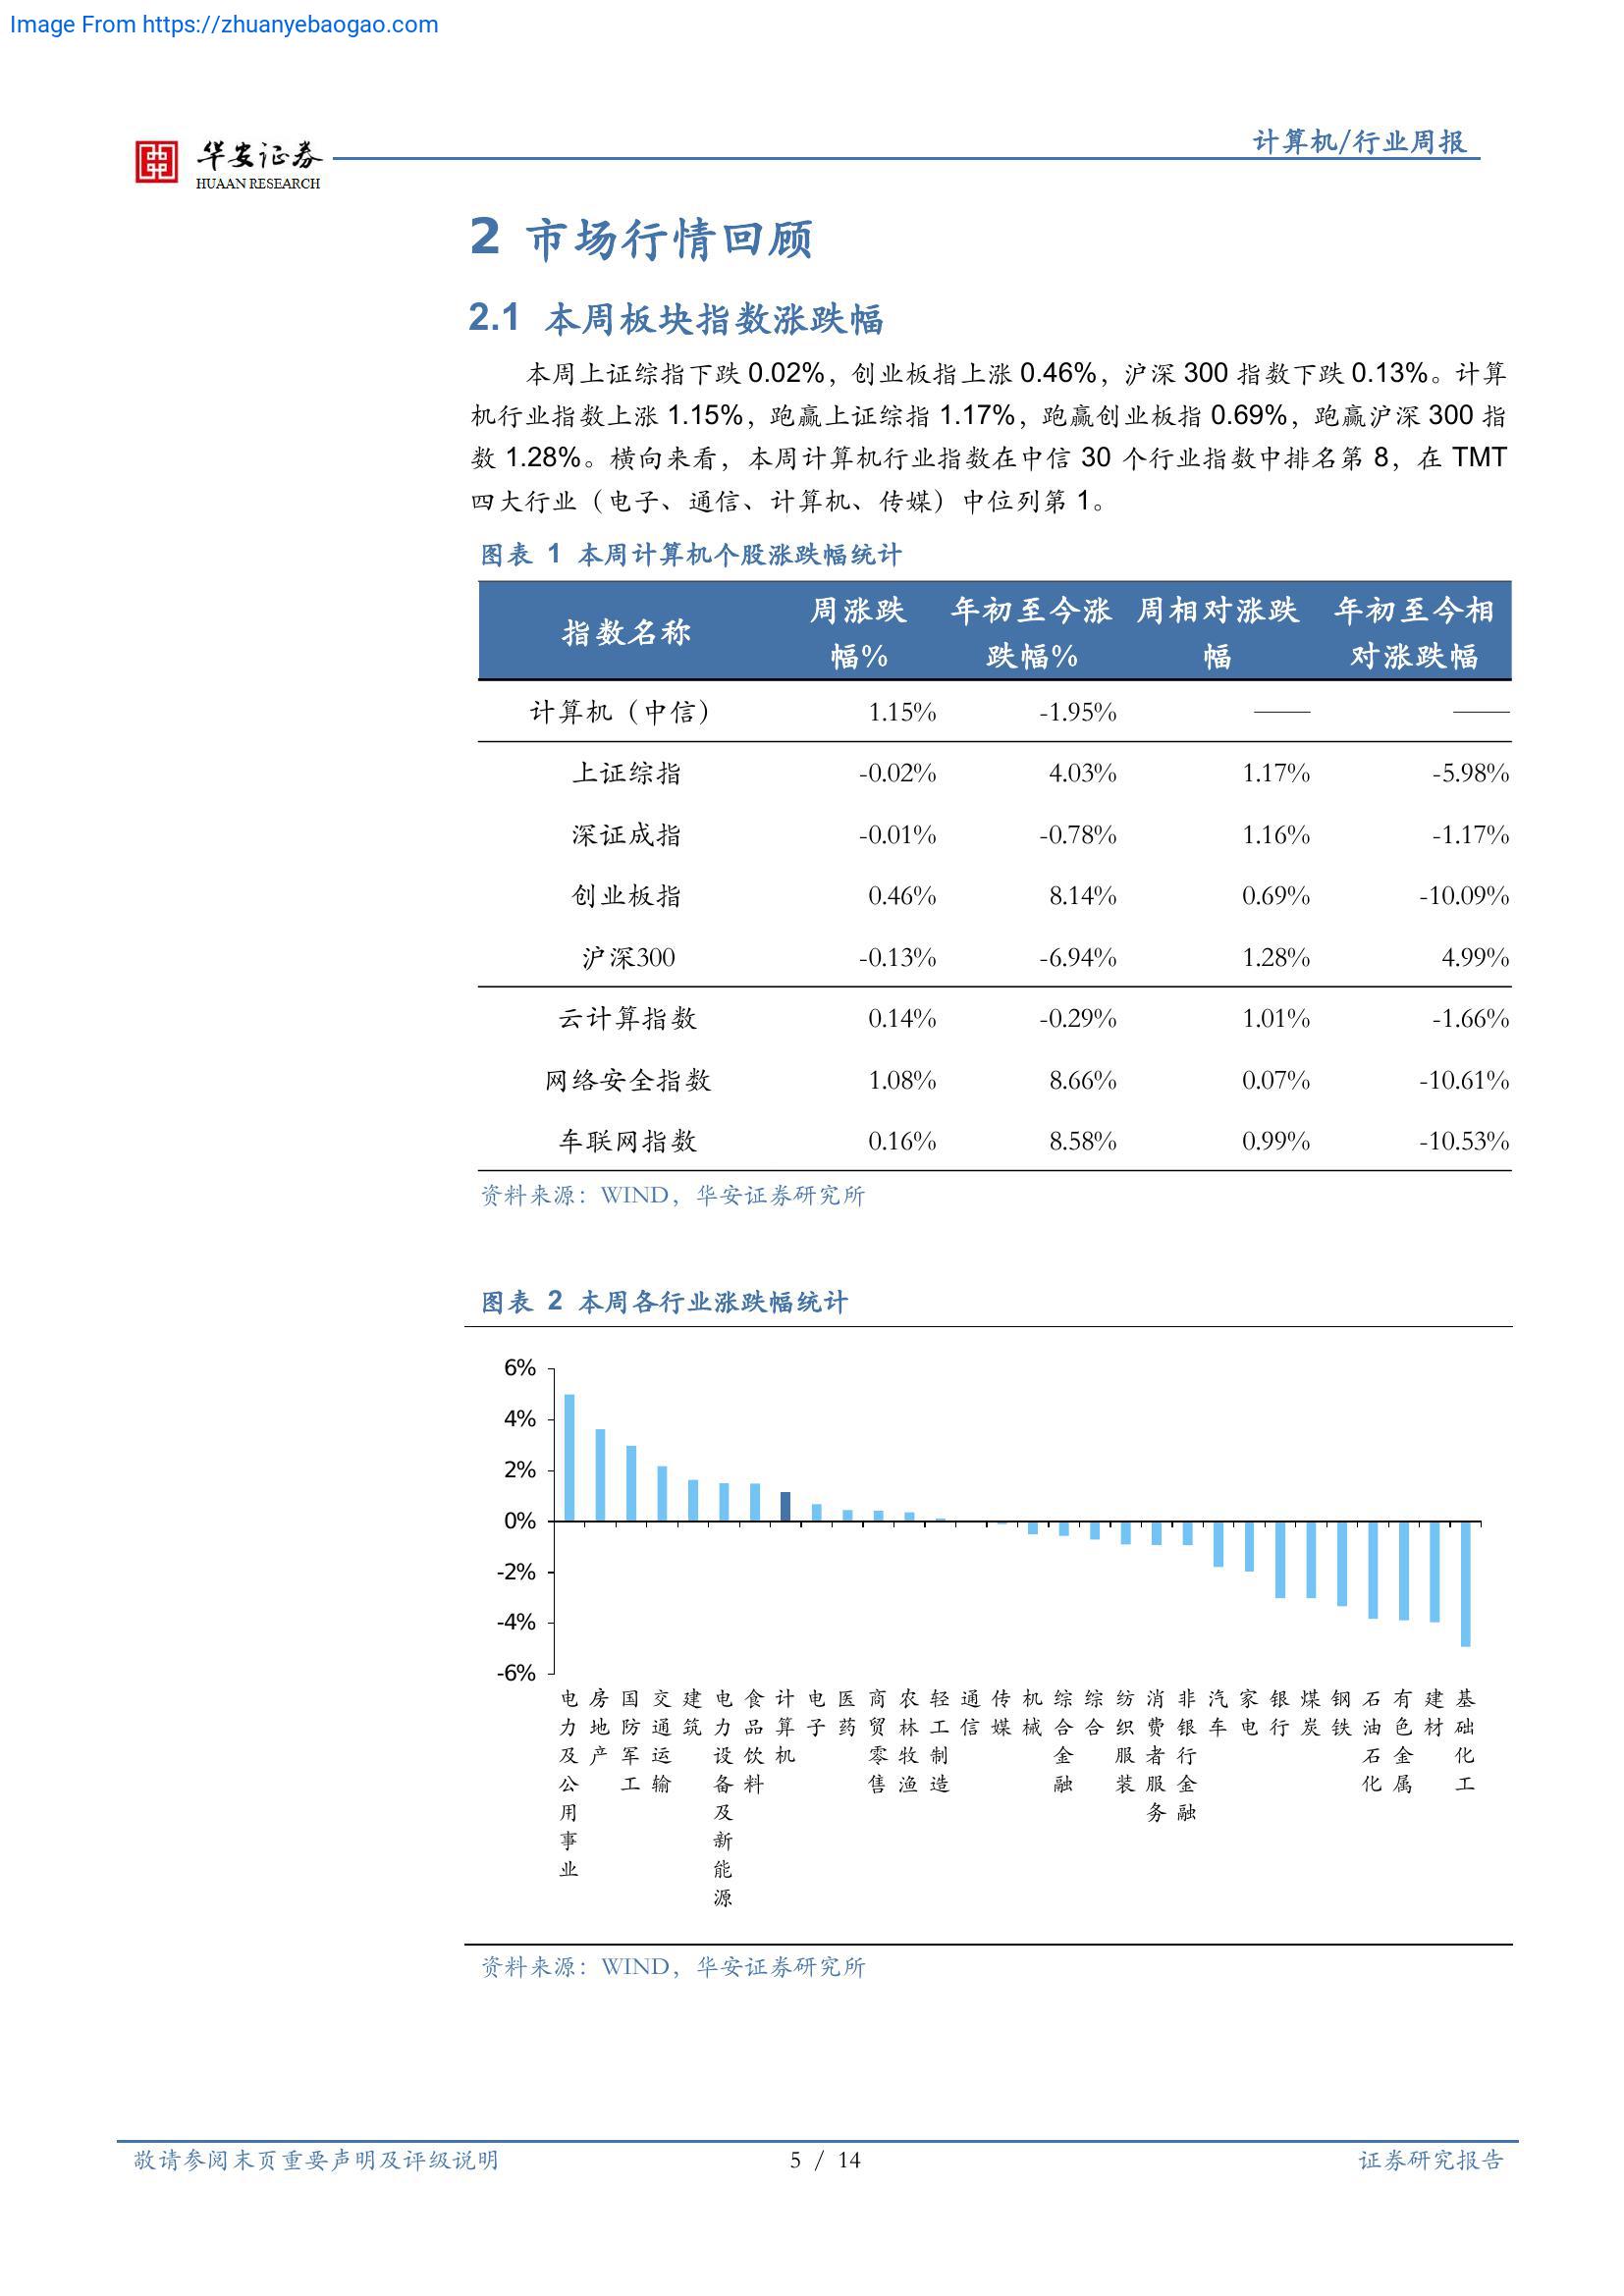 Image From https://zhuanyebaogao.com
华安证券
HUAAN RESEARCH
计算机/行业周报
2 市场行情回顾
2.1 本周板块指数涨跌幅
本周上证综指下跌 0.02%，创业板指上涨 0.46%，沪深 300 指数下跌 0.13%。计算
机行业指数上涨 1.15%，跑赢上证综指 1.17%，跑赢创业板指 0.69%，跑赢沪深 300 指
数 1.28%。横向来看，本周计算机行业指数在中信 30 个行业指数中排名第 8，在 TMT
四大行业（电子、通信、计算机、传媒）中位列第 1。
图表 1 本周计算机个股涨跌幅统计
指数名称 周涨跌幅% 年初至今涨跌幅% 周相对涨跌幅 年初至今相对涨跌幅
计算机（中信） 1.15% -1.95% —— ——
上证综指 -0.02% 4.03% 1.17% -5.98%
深证成指 -0.01% -0.78% 1.16% -1.17%
创业板指 0.46% 8.14% 0.69% -10.09%
沪深300 -0.13% -6.94% 1.28% 4.99%
云计算指数 0.14% -0.29% 1.01% -1.66%
网络安全指数 1.08% 8.66% 0.07% -10.61%
车联网指数 0.16% 8.58% 0.99% -10.53%
资料来源：WIND，华安证券研究所
图表 2 本周各行业涨跌幅统计
6%
4%
2%
0%
-2%
-4%
-6%
电力及公用事业
房地产
国防军工
交通运输
建筑
电力设备及新能源
食品饮料
计算机
电子
医药
商贸零售
农林牧渔
轻工制造
通信
传媒
机械
综合金融
综合
纺织服装
消费者服务
非银行金融
汽车
家电
银行
煤炭
钢铁
石油石化
有色金属
建材
基础化工
资料来源：WIND，华安证券研究所
敬请参阅末页重要声明及评级说明
5 / 14
证券研究报告